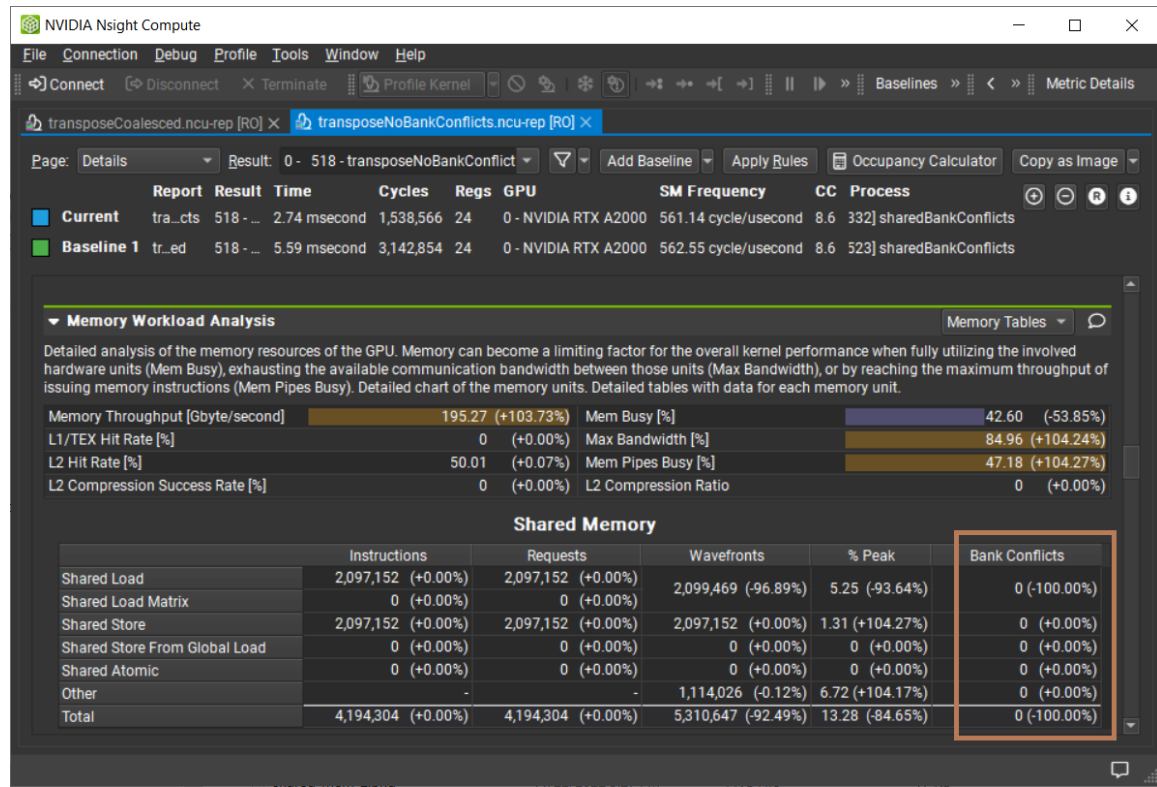 NVIDIA Nsight Compute
File Connection Debug Profile Tools Window Help
Connect Disconnect Terminate Profile Kernel Baselines Metric Details
transposeCoalesced.ncu-rep [RO] transposeNoBankConflicts.ncu-rep [RO]
Page: Details Result: 0 - 518 - transposeNoBankConflict Add Baseline Apply Rules Occupancy Calculator Copy as Image
Report Result Time Cycles Regs GPU SM Frequency CC Process
Current tra...cts 518 - ... 2.74 msecond 1,538,566 24 0 - NVIDIA RTX A2000 561.14 cycle/usecond 8.6 332] sharedBankConflicts
Baseline 1 tr...ed 518 - ... 5.59 msecond 3,142,854 24 0 - NVIDIA RTX A2000 562.55 cycle/usecond 8.6 523] sharedBankConflicts
Memory Workload Analysis Memory Tables
Detailed analysis of the memory resources of the GPU. Memory can become a limiting factor for the overall kernel performance when fully utilizing the involved
hardware units (Mem Busy), exhausting the available communication bandwidth between those units (Max Bandwidth), or by reaching the maximum throughput of
issuing memory instructions (Mem Pipes Busy). Detailed chart of the memory units. Detailed tables with data for each memory unit.
Memory Throughput [Gbyte/second] 195.27 (+103.73%) Mem Busy [%] 42.60 (-53.85%)
L1/TEX Hit Rate [%] 0 (+0.00%) Max Bandwidth [%] 84.96 (+104.24%)
L2 Hit Rate [%] 50.01 (+0.07%) Mem Pipes Busy [%] 47.18 (+104.27%)
L2 Compression Success Rate [%] 0 (+0.00%) L2 Compression Ratio 0 (+0.00%)
Shared Memory
Instructions Requests Wavefronts % Peak Bank Conflicts
Shared Load 2,097,152 (+0.00%) 2,097,152 (+0.00%) 2,099,469 (-96.89%) 5.25 (-93.64%) 0 (-100.00%)
Shared Load Matrix 0 (+0.00%) 0 (+0.00%)
Shared Store 2,097,152 (+0.00%) 2,097,152 (+0.00%) 2,097,152 (+0.00%) 1.31 (+104.27%) 0 (+0.00%)
Shared Store From Global Load 0 (+0.00%) 0 (+0.00%) 0 (+0.00%) 0 (+0.00%) 0 (+0.00%)
Shared Atomic 0 (+0.00%) 0 (+0.00%) 0 (+0.00%) 0 (+0.00%) 0 (+0.00%)
Other - - 1,114,026 (-0.12%) 6.72 (+104.17%) 0 (+0.00%)
Total 4,194,304 (+0.00%) 4,194,304 (+0.00%) 5,310,647 (-92.49%) 13.28 (-84.65%) 0 (-100.00%)